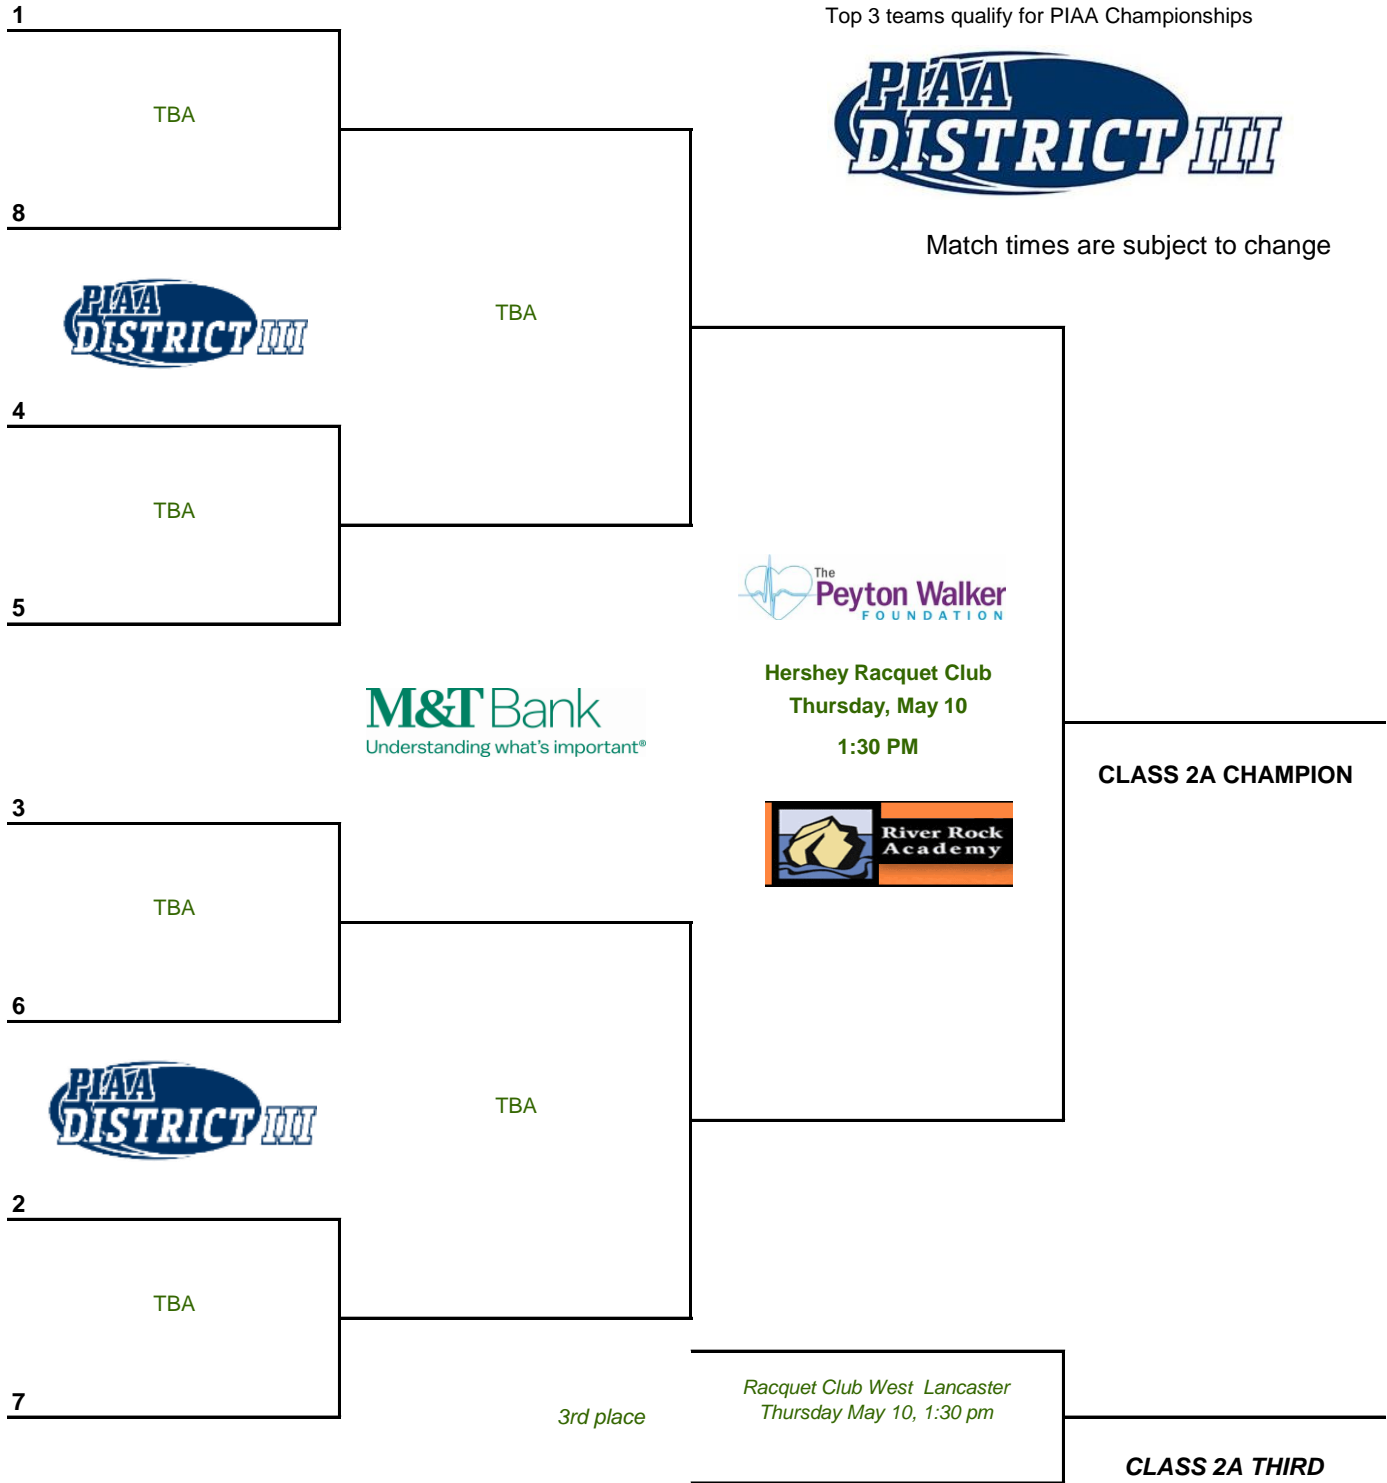 1
Top 3 teams qualify for PIAA Championships
PIAA
DISTRICT III
TBA
8
Match times are subject to change
PIAA
DISTRICT III
TBA
4
TBA
5
The
Peyton Walker
FOUNDATION
Hershey Racquet Club
Thursday, May 10
1:30 PM
M&T Bank
Understanding what's important®
CLASS 2A CHAMPION
3
River Rock
Academy
TBA
6
PIAA
DISTRICT III
TBA
2
TBA
7
3rd place
Racquet Club West Lancaster
Thursday May 10, 1:30 pm
CLASS 2A THIRD